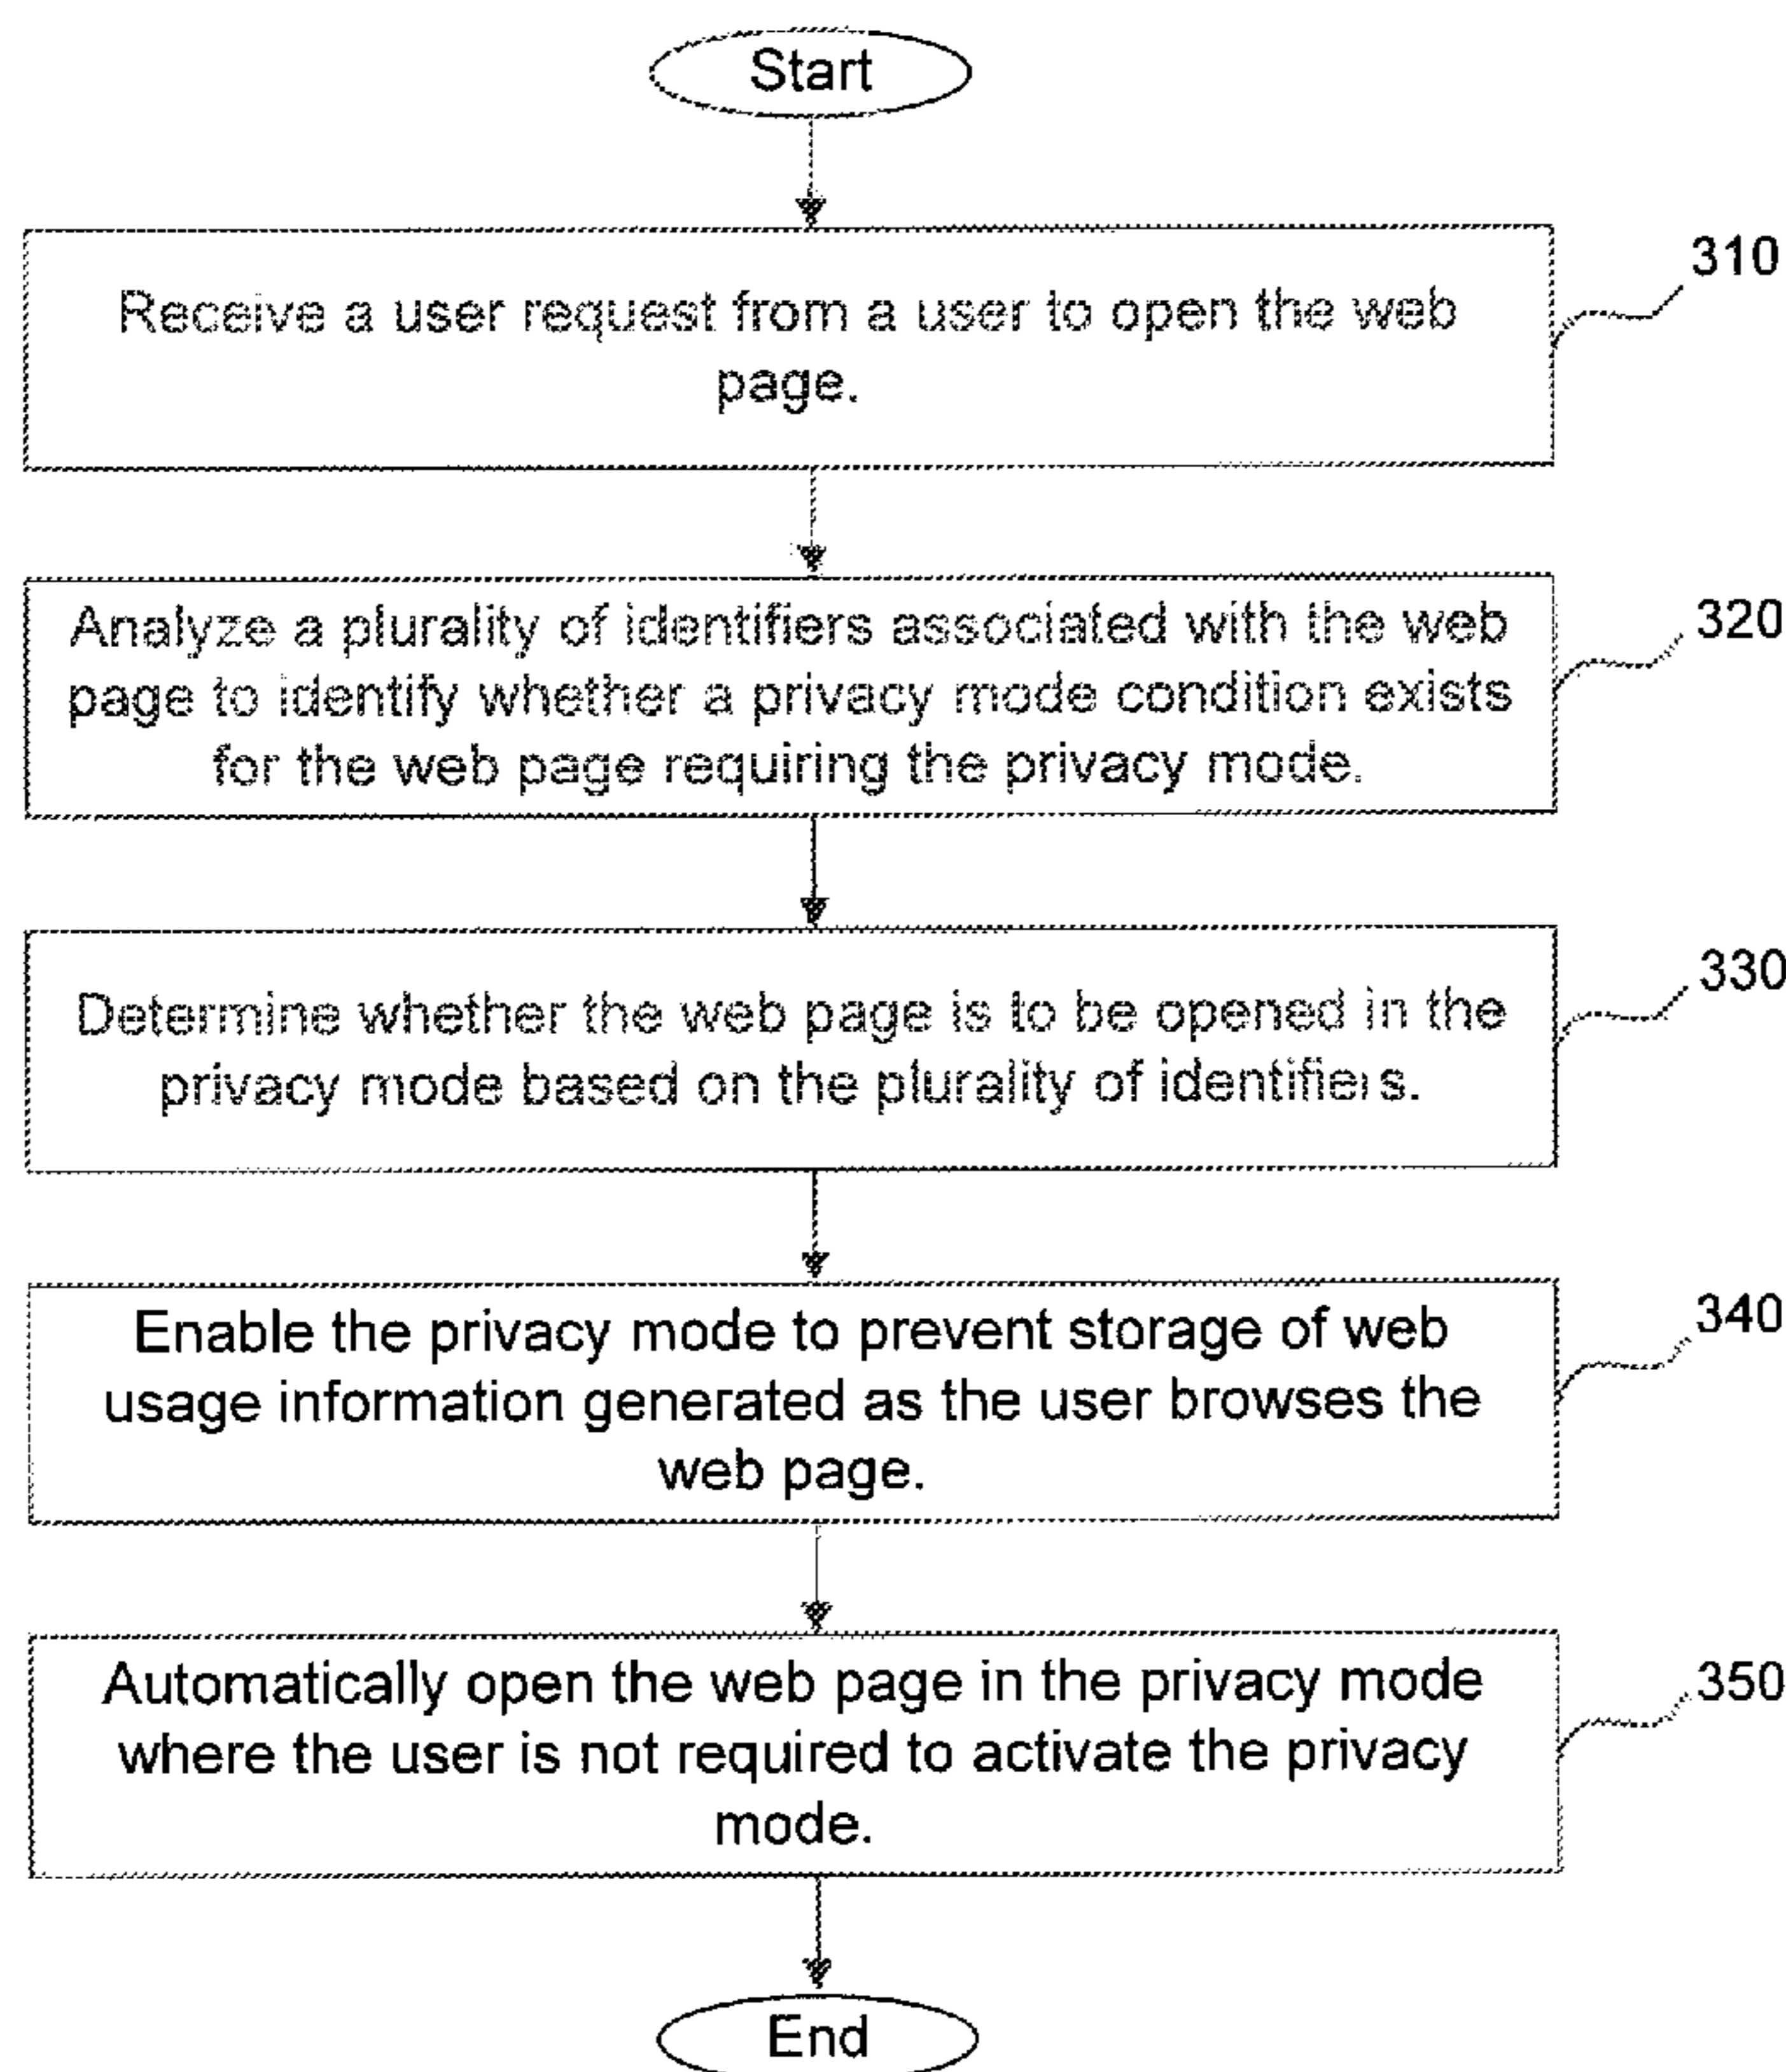 Start
310
Receive a user request from a user to open the web
page.
320
Analyze a plurality of identifiers associated with the web
page to identify whether a privacy mode condition exists
for the web page requiring the privacy mode.
330
Determine whether the web page is to be opened in the
privacy mode based on the plurality of identifiers.
340
Enable the privacy mode to prevent storage of web
usage information generated as the user browses the
web page.
350
Automatically open the web page in the privacy mode
where the user is not required to activate the privacy
mode.
End